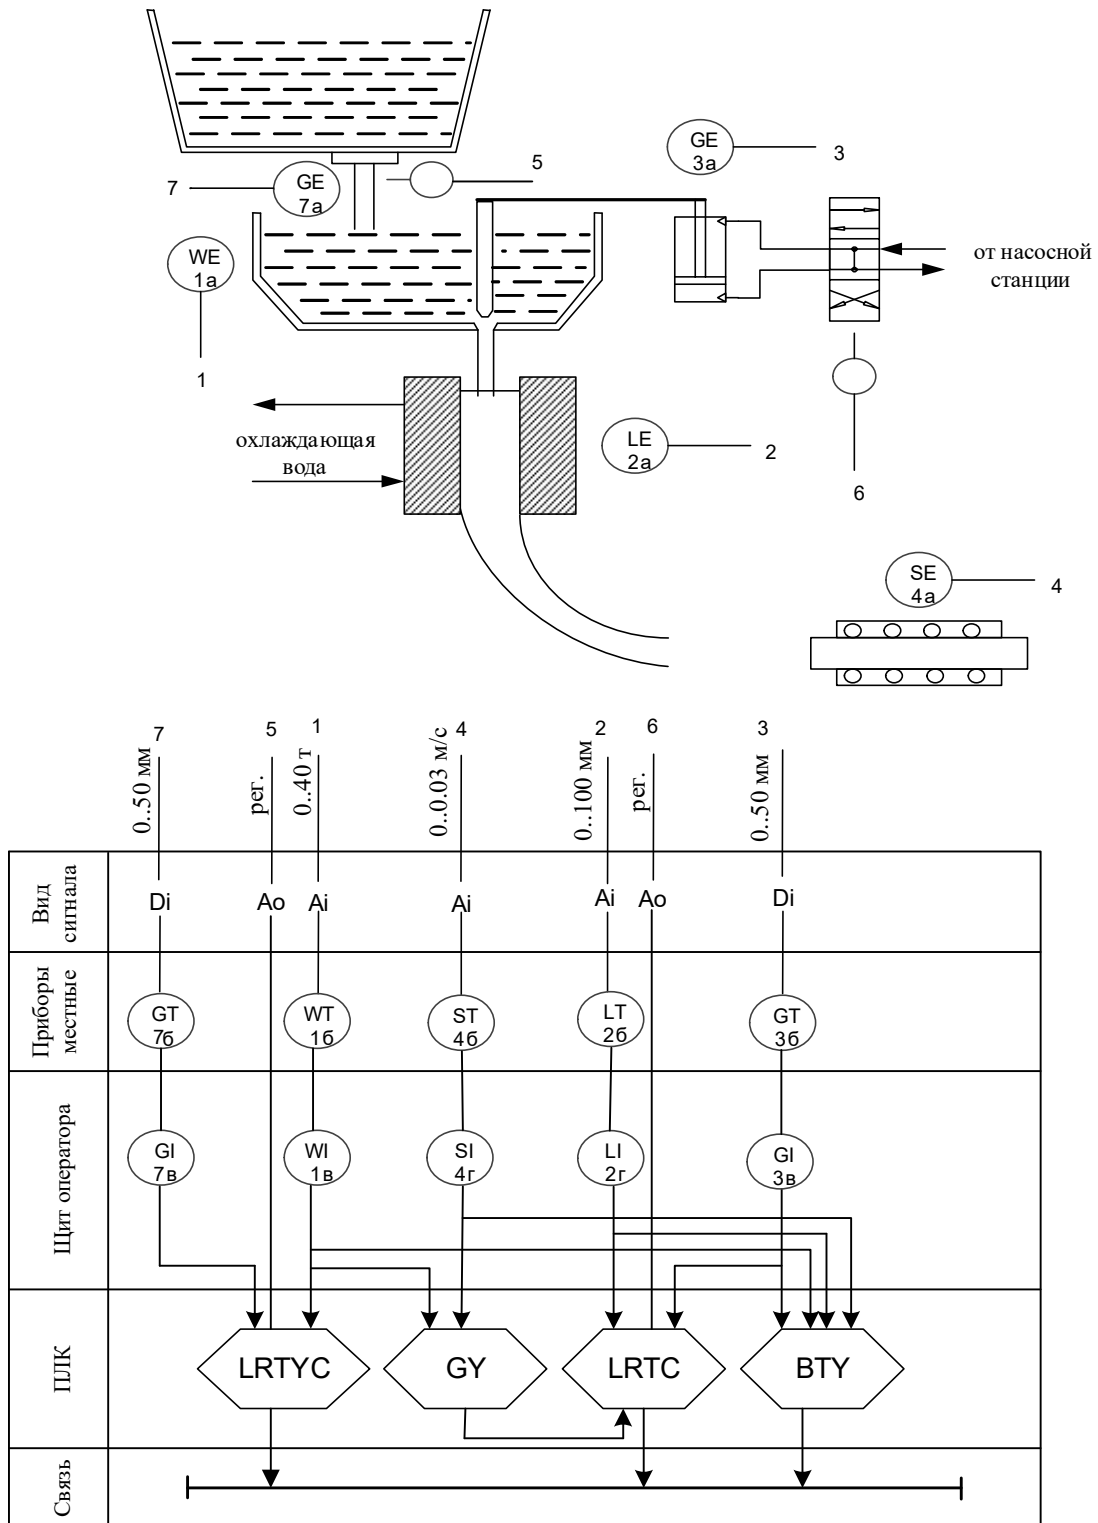 GE
3а
3
5
7
GE
7а
WE
1а
от насосной
станции
1
охлаждающая
вода
LE
2а
2
6
SE
4а
4
7
5
1
4
2
6
3
0..50 мм
рег.
0..40 т
0..0.03 м/с
0..100 мм
рег.
0..50 мм
Вид
сигнала
Di
Ao
Ai
Ai
Ai
Ao
Di
Приборы
местные
GT
7б
WT
1б
ST
4б
LT
2б
GT
3б
Щит оператора
GI
7в
WI
1в
SI
4г
LI
2г
GI
3в
ПЛК
LRTYC
GY
LRTC
BTY
Связь